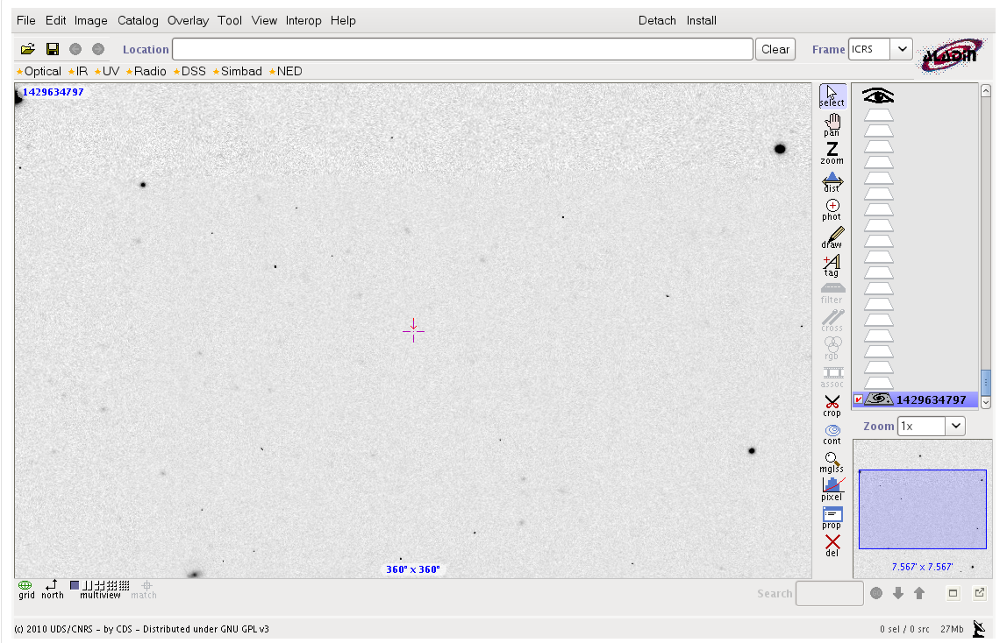 File Edit Image Catalog Overlay Tool View Interop Help Detach Install
Location Clear Frame ICRS
ALADIN
Optical IR UV Radio DSS Simbad NED
1429634797
select
pan
Z
zoom
dist
phot
draw
A
tag
filter
cross
rgb
assoc
crop
1429634797
Zoom 1x
cont
mglss
pixel
prop
del
360° x 360°
7.567' x 7.567'
grid north multiview match
Search
(c) 2010 UDS/CNRS - by CDS - Distributed under GNU GPL v3
0 sel / 0 src 27Mb